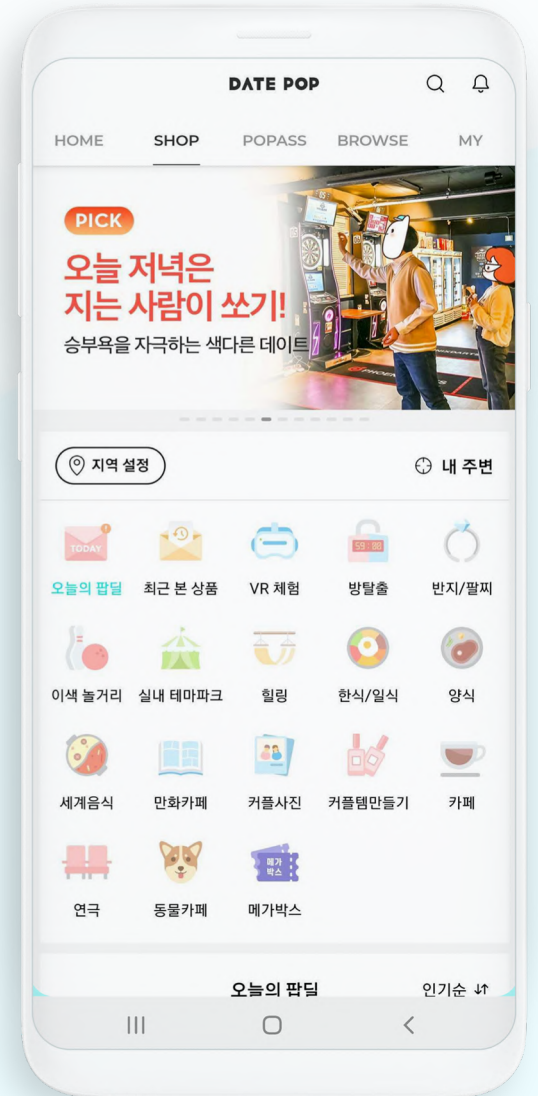 DATE POP
HOME SHOP POPASS BROWSE MY
PICK
오늘 저녁은
지는 사람이 쏘기!
승부욕을 자극하는 색다른 데이트
지역 설정 내 주변
TODAY
59:88
오늘의 팝딜 최근 본 상품 VR 체험 방탈출 반지/팔찌
이색 놀거리 실내 테마파크 힐링 한식/일식 양식
세계음식 만화카페 커플사진 커플템만들기 카페
메가
박스
연극 동물카페 메가박스
오늘의 팝딜 인기순